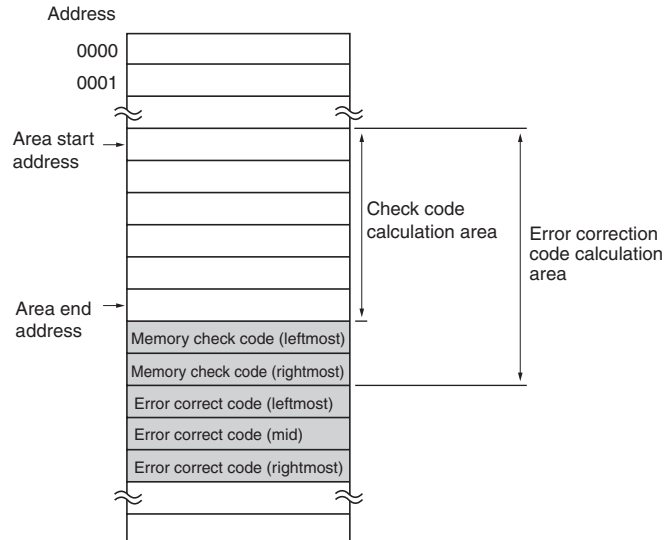 Address
0000
0001
Area start
address
Check code
calculation area
Error correction
code calculation
area
Area end
address
Memory check code (leftmost)
Memory check code (rightmost)
Error correct code (leftmost)
Error correct code (mid)
Error correct code (rightmost)